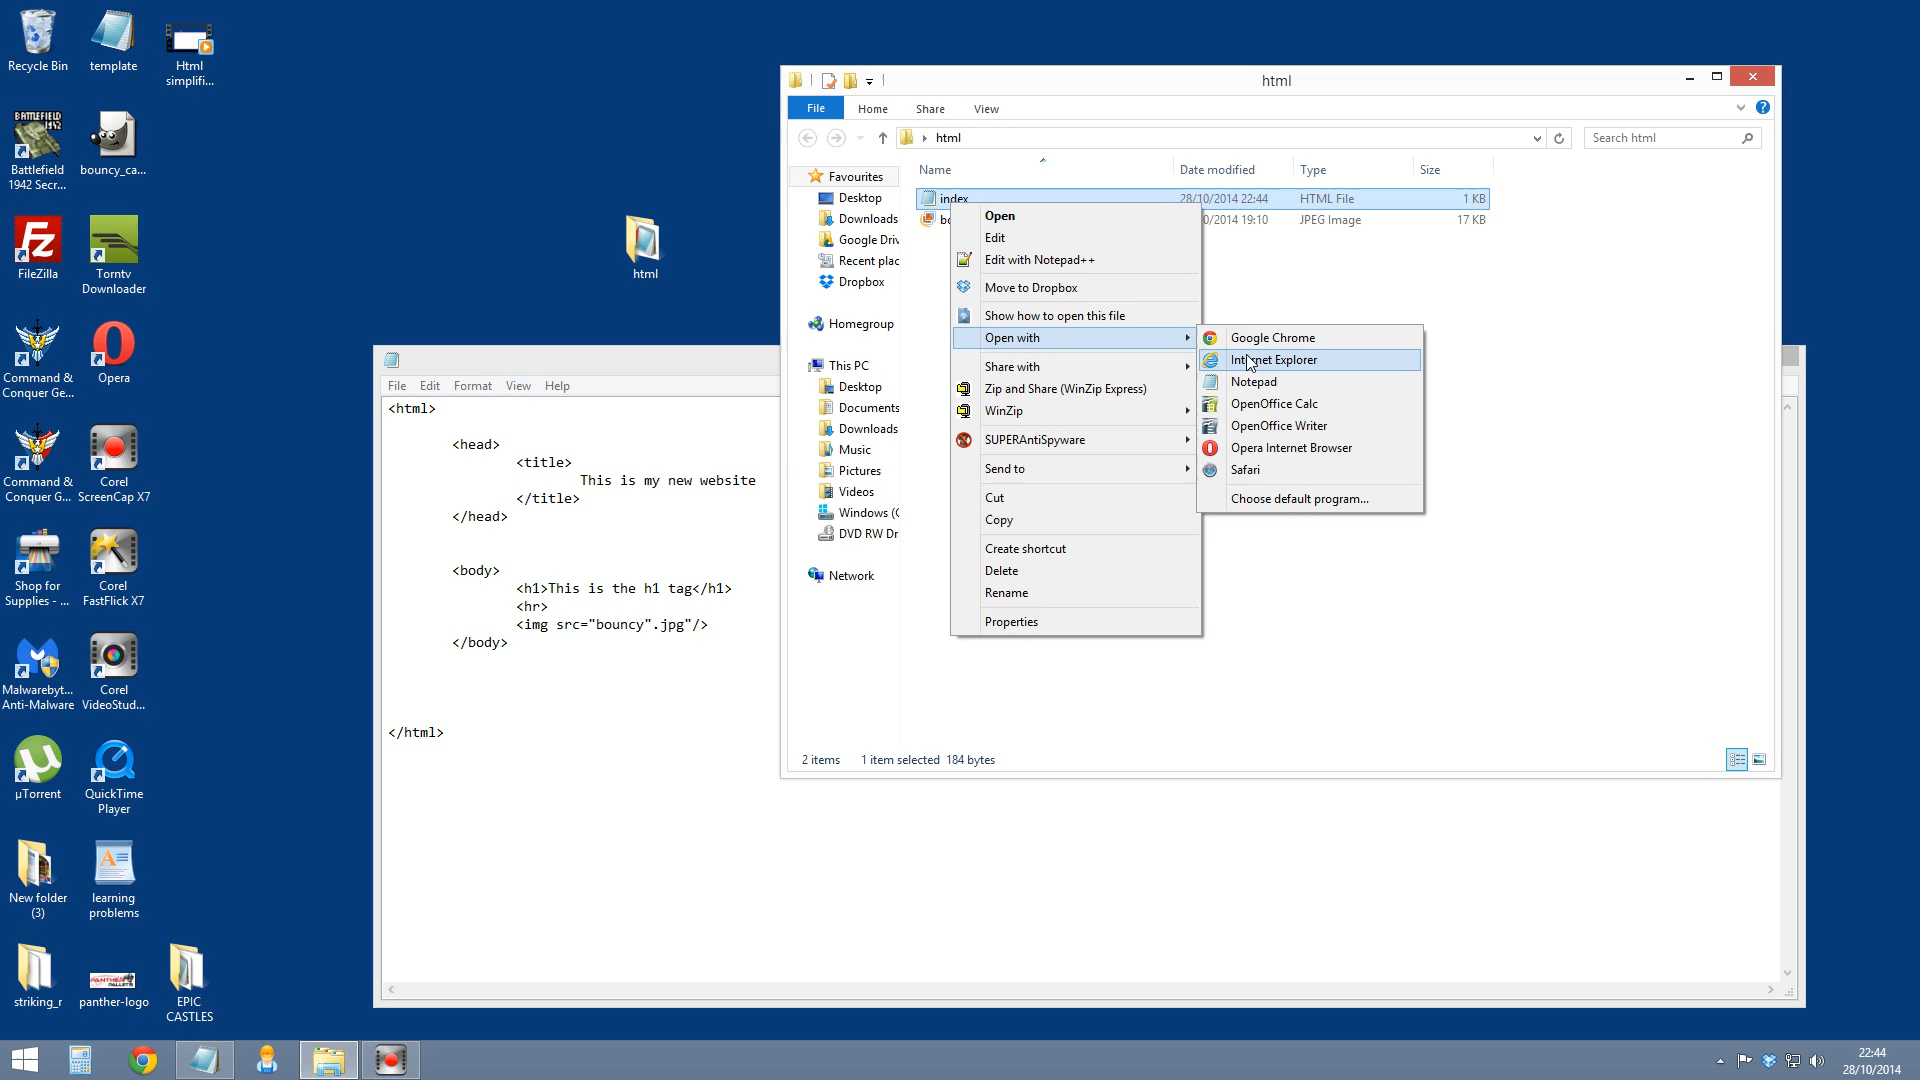 Recycle Bin
template
Html
simplifi...
Battlefield
1942 Secr...
bouncy_ca...
FileZilla
Torntv
Downloader
Command &
Conquer Ge...
Opera
Command &
Conquer G...
Corel
ScreenCap X7
Shop for
Supplies - ...
Corel
FastFlick X7
Malwarebyt...
Anti-Malware
Corel
VideoStud...
µTorrent
QuickTime
Player
New folder
(3)
learning
problems
striking_r
panther-logo
EPIC
CASTLES
html
html
File
Home
Share
View
html
Search html
Name
Date modified
Type
Size
index
28/10/2014 22:44
HTML File
1 KB
0/2014 19:10
JPEG Image
17 KB
Favourites
Desktop
Downloads
Google Driv
Recent plac
Dropbox
Homegroup
This PC
Desktop
Documents
Downloads
Music
Pictures
Videos
Windows (C
DVD RW Dr
Network
2 items
1 item selected 184 bytes
Open
Edit
Edit with Notepad++
Move to Dropbox
Show how to open this file
Open with
Share with
Zip and Share (WinZip Express)
WinZip
SUPERAntiSpyware
Send to
Cut
Copy
Create shortcut
Delete
Rename
Properties
Google Chrome
Internet Explorer
Notepad
OpenOffice Calc
OpenOffice Writer
Opera Internet Browser
Safari
Choose default program...
File Edit Format View Help
<html>
<head>
<title>
This is my new website
</title>
</head>
<body>
<h1>This is the h1 tag</h1>
<hr>
<img src="bouncy".jpg"/>
</body>
</html>
22:44
28/10/2014